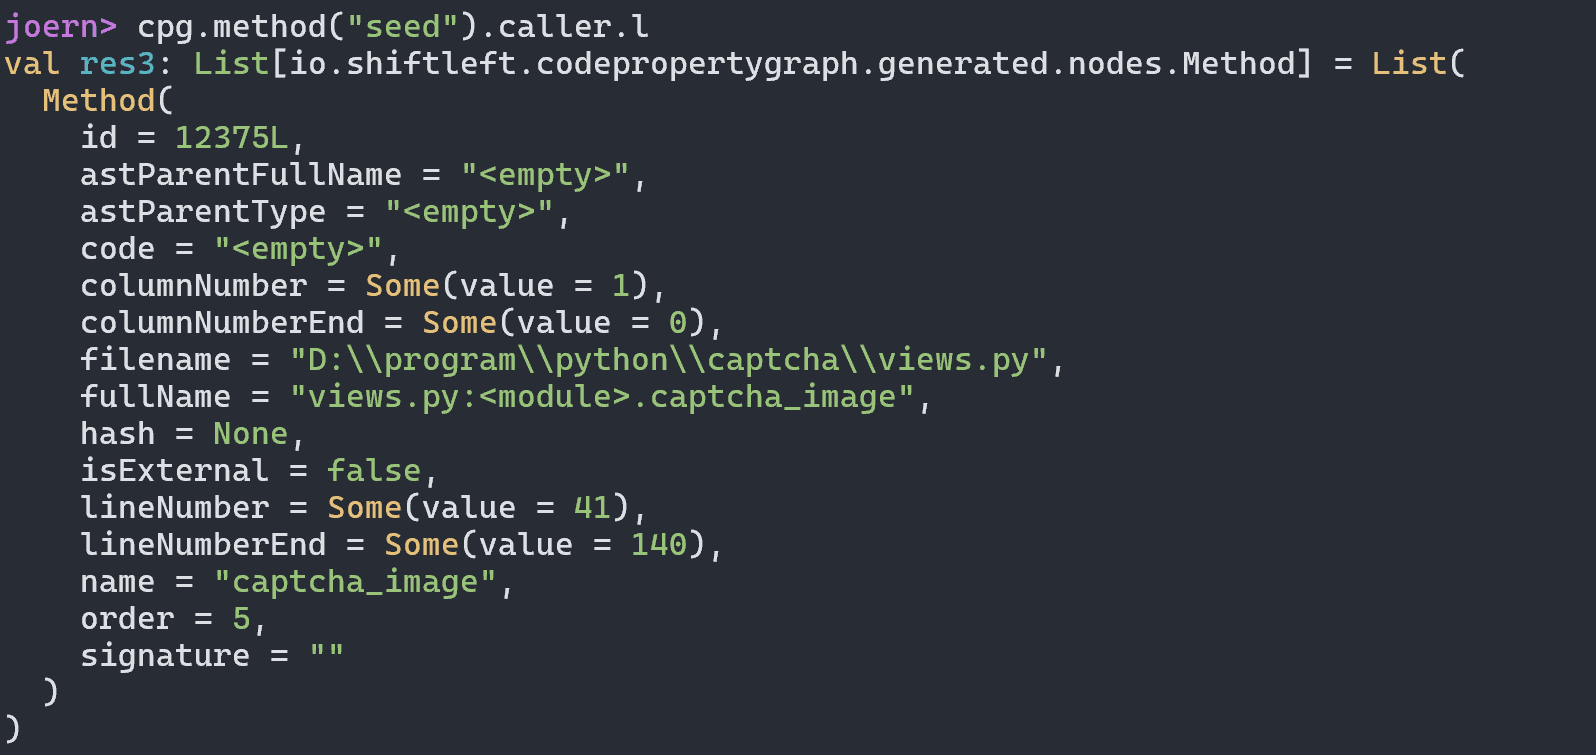 joern> cpg.method("seed").caller.l
val res3: List[io.shiftleft.codepropertygraph.generated.nodes.Method] = List(
  Method(
    id = 12375L,
    astParentFullName = "<empty>",
    astParentType = "<empty>",
    code = "<empty>",
    columnNumber = Some(value = 1),
    columnNumberEnd = Some(value = 0),
    filename = "D:\\program\\python\\captcha\\views.py",
    fullName = "views.py:<module>.captcha_image",
    hash = None,
    isExternal = false,
    lineNumber = Some(value = 41),
    lineNumberEnd = Some(value = 140),
    name = "captcha_image",
    order = 5,
    signature = ""
  )
)